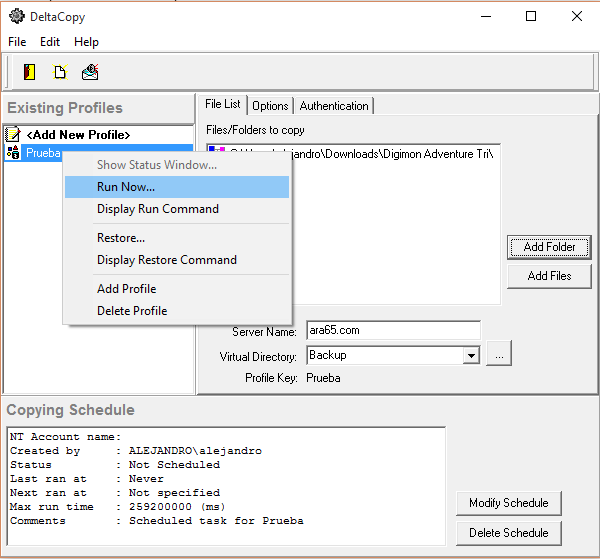 DeltaCopy
File Edit Help
Existing Profiles
<Add New Profile>
Prueba
Show Status Window...
Run Now...
Display Run Command
Restore...
Display Restore Command
Add Profile
Delete Profile
File List Options Authentication
Files/Folders to copy
\Downloads\Digimon Adventure Tri\
Add Folder
Add Files
Server Name: ara65.com
Virtual Directory: Backup
...
Profile Key: Prueba
Copying Schedule
NT Account name:
Created by : ALEJANDRO\alejandro
Status : Not Scheduled
Last ran at : Never
Next ran at : Not specified
Max run time : 259200000 (ms)
Comments : Scheduled task for Prueba
Modify Schedule
Delete Schedule